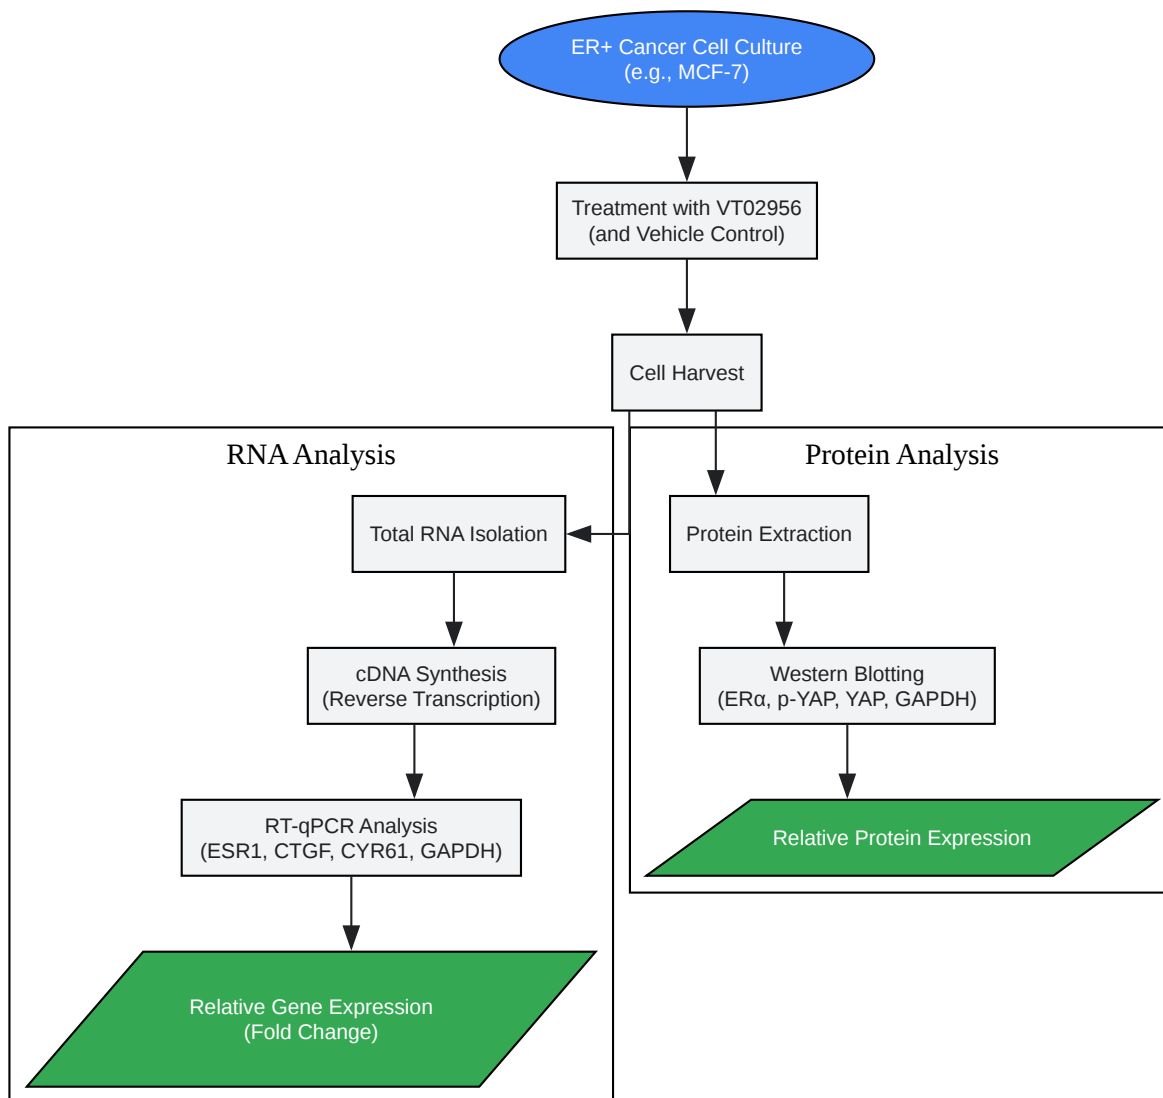 ER+ Cancer Cell Culture
(e.g., MCF-7)
Treatment with VT02956
(and Vehicle Control)
Cell Harvest
RNA Analysis
Total RNA Isolation
cDNA Synthesis
(Reverse Transcription)
RT-qPCR Analysis
(ESR1, CTGF, CYR61, GAPDH)
Relative Gene Expression
(Fold Change)
Protein Analysis
Protein Extraction
Western Blotting
(ERα, p-YAP, YAP, GAPDH)
Relative Protein Expression